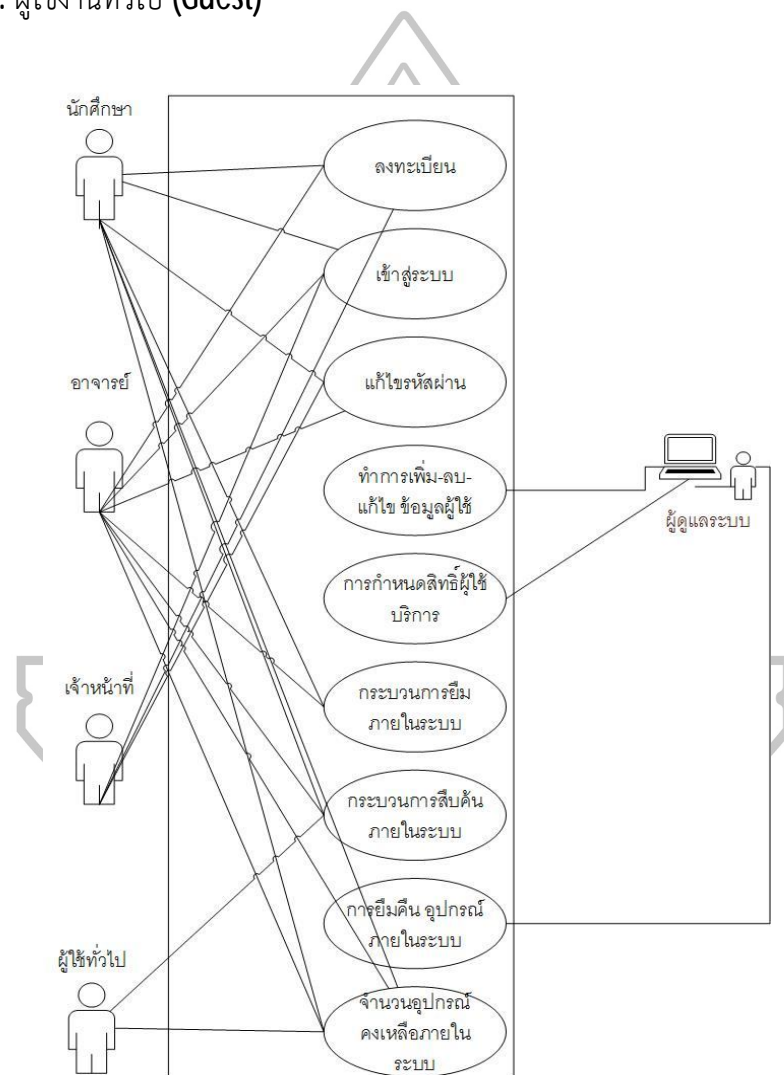 ผู้ใช้งานทั่วไป (Guest)
นักศึกษา
ลงทะเบียน
เข้าสู่ระบบ
แก้ไขรหัสผ่าน
อาจารย์
ทำการเพิ่ม-ลบ-
แก้ไข ข้อมูลผู้ใช้
ผู้ดูแลระบบ
การกำหนดสิทธิ์ผู้ใช้
บริการ
เจ้าหน้าที่
กระบวนการยืม
ภายในระบบ
กระบวนการสืบค้น
ภายในระบบ
การยืมคืน อุปกรณ์
ภายในระบบ
ผู้ใช้ทั่วไป
จำนวนอุปกรณ์
คงเหลือภายใน
ระบบ